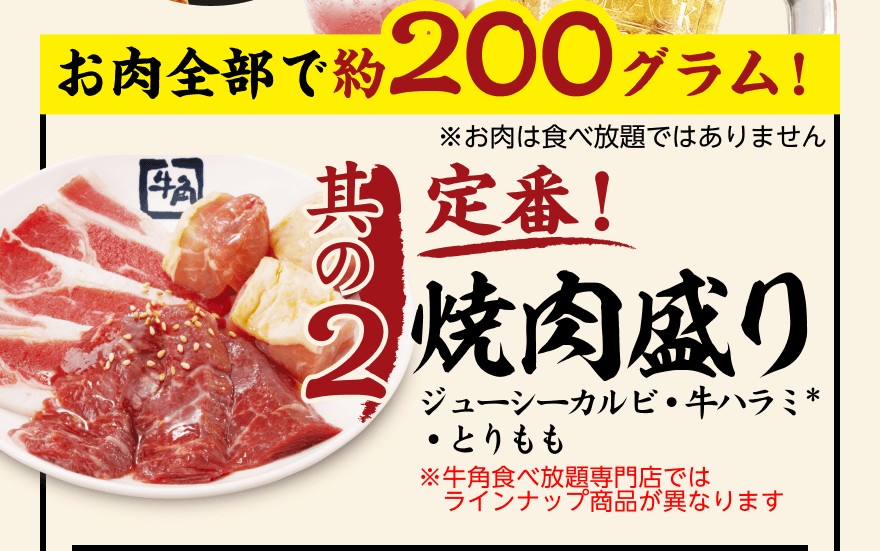 お肉全部で約200グラム!
※お肉は食べ放題ではありません
牛角
其の2
定番!
焼肉盛り
ジューシーカルビ・牛ハラミ*
・とりもも
※牛角食べ放題専門店では
ラインナップ商品が異なります